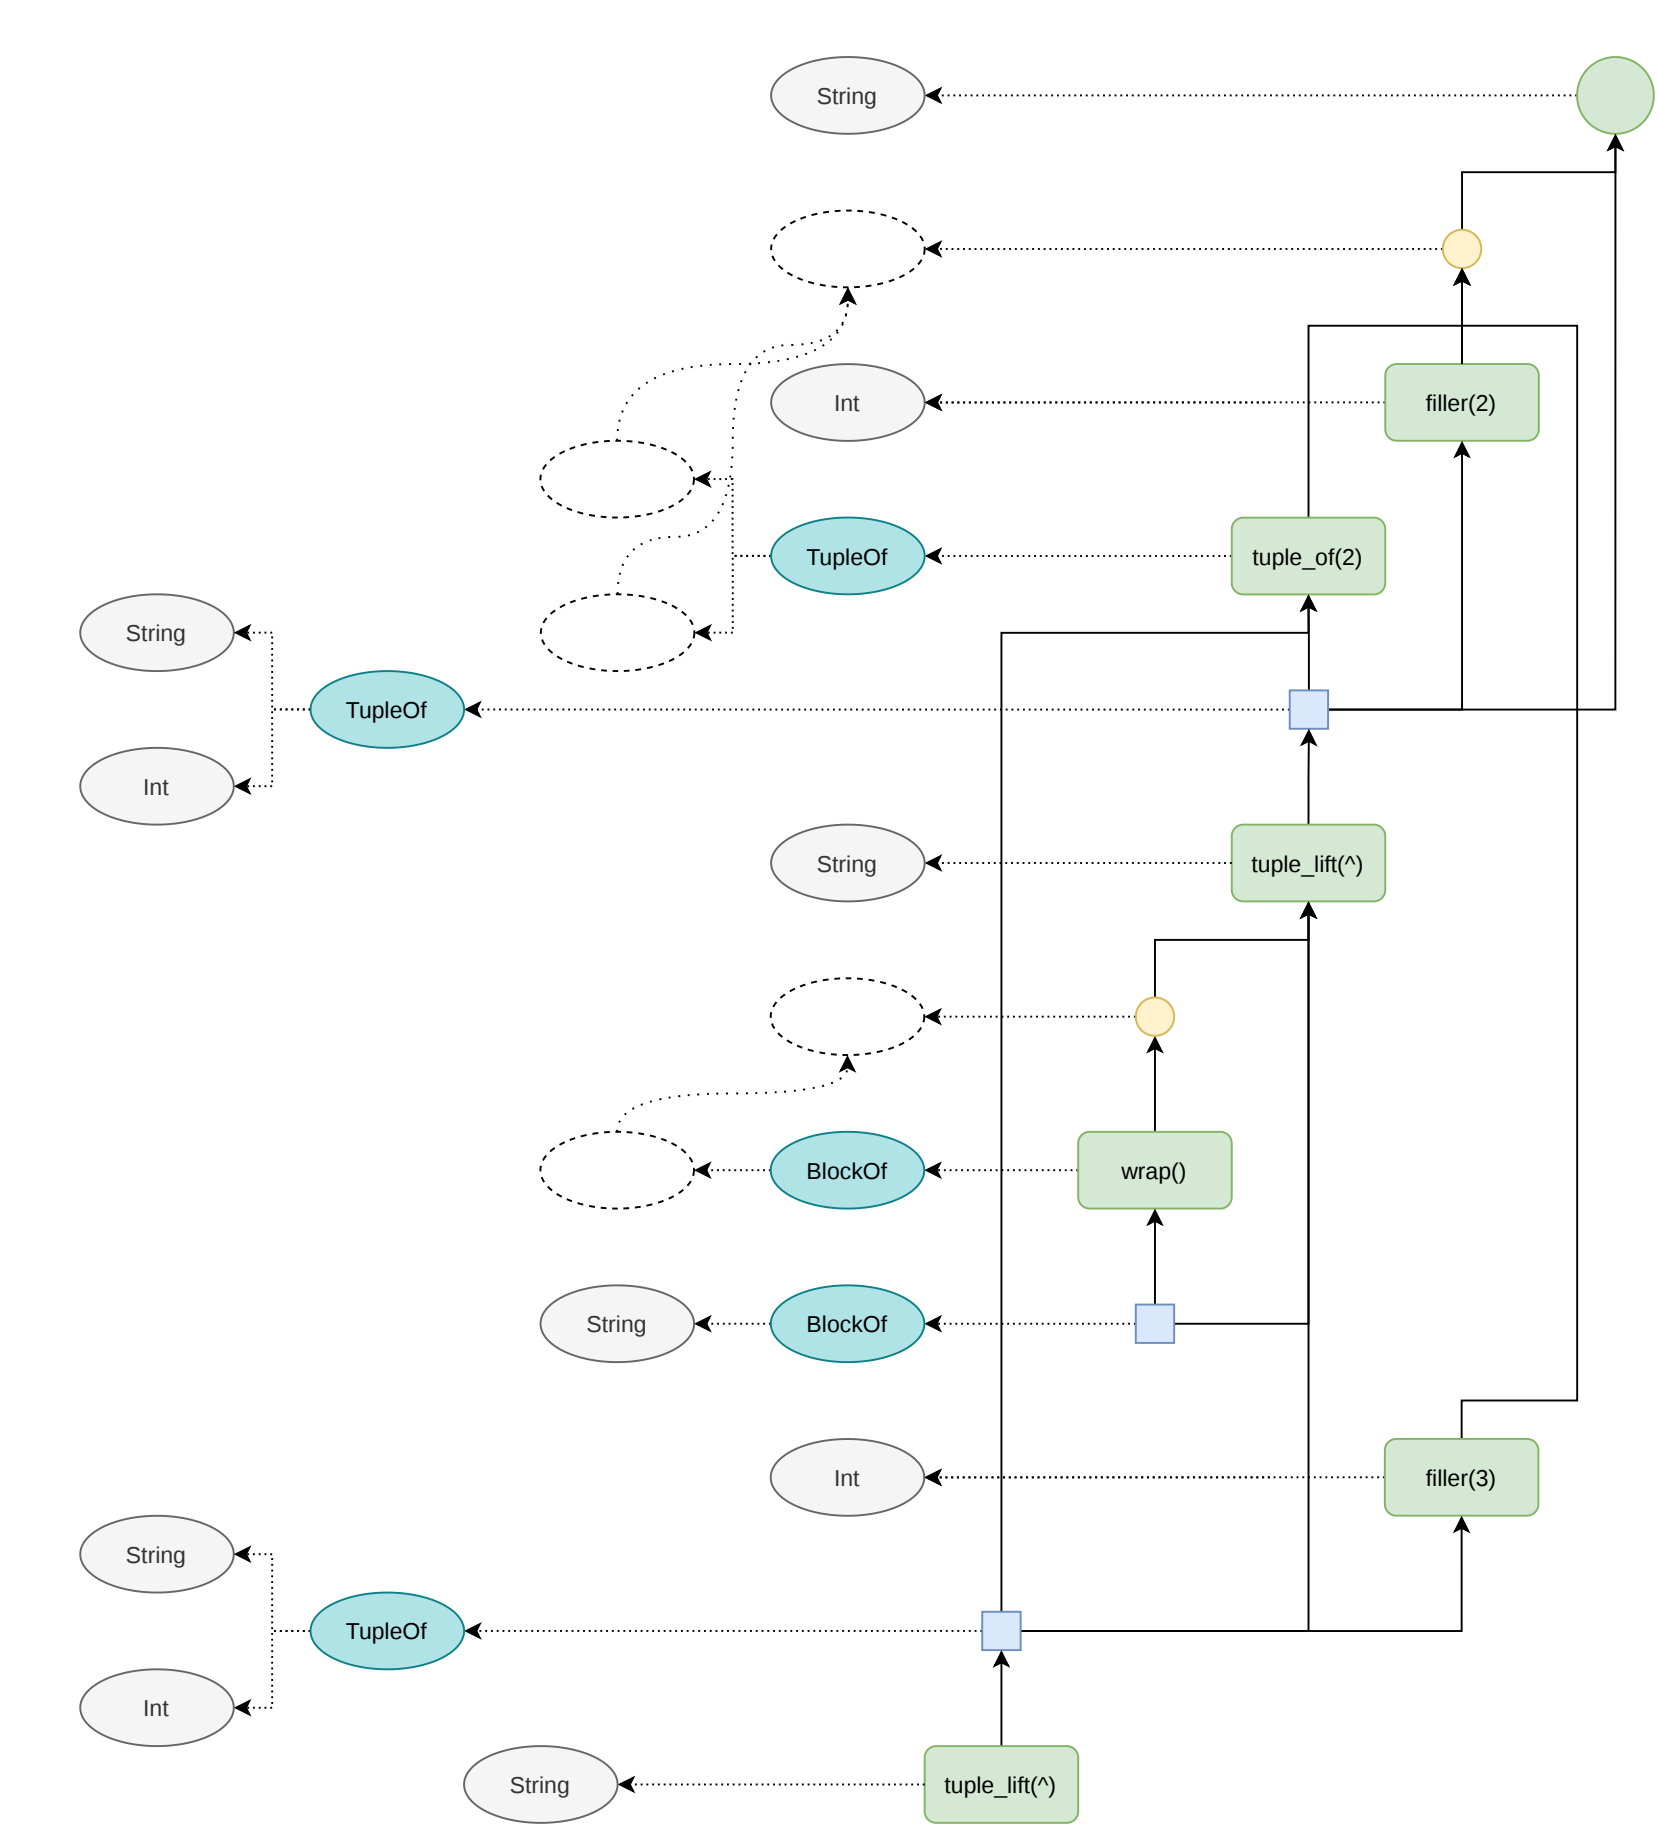 String
Int
filler(2)
TupleOf
tuple_of(2)
String
TupleOf
Int
String
tuple_lift(^)
BlockOf
wrap()
String
BlockOf
Int
filler(3)
String
TupleOf
Int
String
tuple_lift(^)